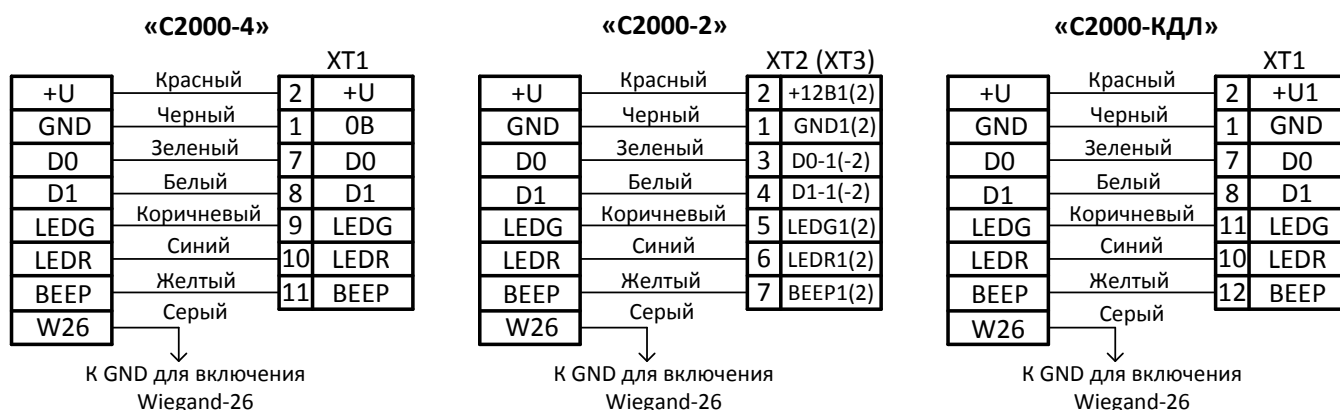 «С2000-4»
XT1
+U Красный 2 +U
GND Черный 1 0В
D0 Зеленый 7 D0
D1 Белый 8 D1
LEDG Коричневый 9 LEDG
LEDR Синий 10 LEDR
BEEP Желтый 11 BEEP
W26 Серый
К GND для включения
Wiegand-26
«С2000-2»
XT2 (XT3)
+U Красный 2 +12В1(2)
GND Черный 1 GND1(2)
D0 Зеленый 3 D0-1(-2)
D1 Белый 4 D1-1(-2)
LEDG Коричневый 5 LEDG1(2)
LEDR Синий 6 LEDR1(2)
BEEP Желтый 7 BEEP1(2)
W26 Серый
К GND для включения
Wiegand-26
«С2000-КДЛ»
XT1
+U Красный 2 +U1
GND Черный 1 GND
D0 Зеленый 7 D0
D1 Белый 8 D1
LEDG Коричневый 11 LEDG
LEDR Синий 10 LEDR
BEEP Желтый 12 BEEP
W26 Серый
К GND для включения
Wiegand-26